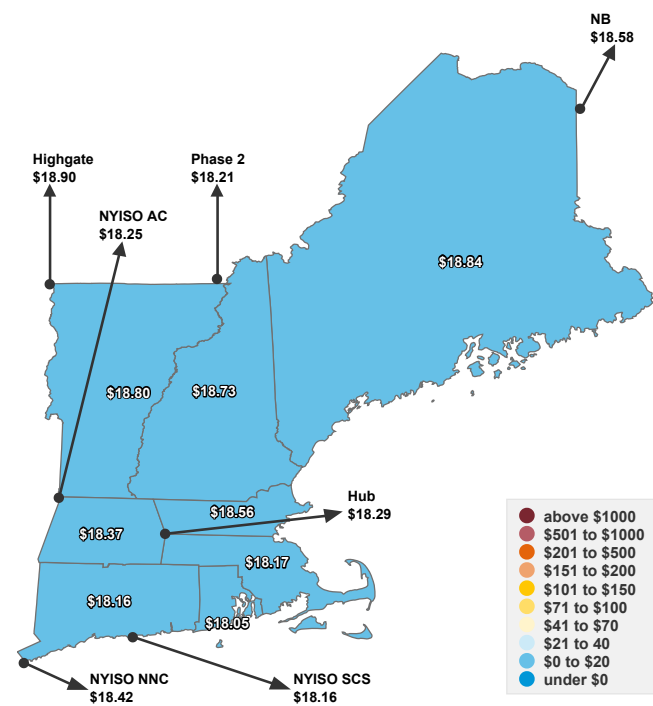 NB
$18.58
Highgate
$18.90
Phase 2
$18.21
NYISO AC
$18.25
$18.84
$18.80
$18.73
Hub
$18.29
$18.56
$18.37
$18.17
$18.16
$18.05
NYISO NNC
$18.42
NYISO SCS
$18.16
above $1000
$501 to $1000
$201 to $500
$151 to $200
$101 to $150
$71 to $100
$41 to $70
$21 to 40
$0 to $20
under $0